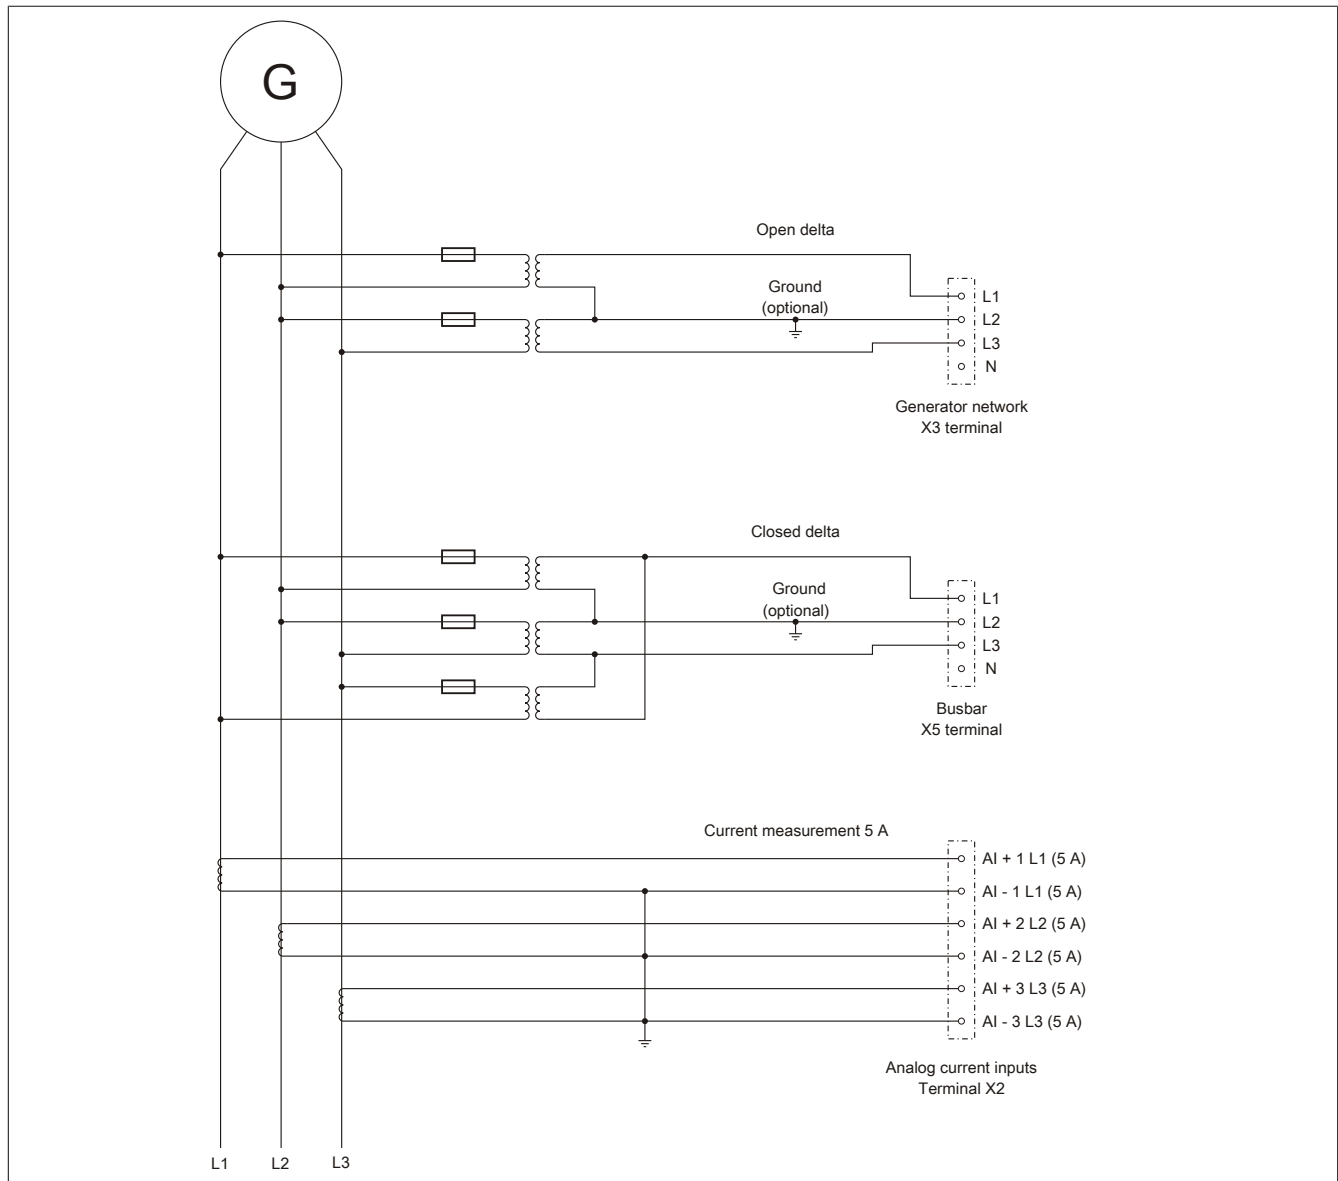 G
Open delta
Ground
(optional)
L1
L2
L3
N
Generator network
X3 terminal
Closed delta
Ground
(optional)
L1
L2
L3
N
Busbar
X5 terminal
Current measurement 5 A
AI + 1 L1 (5 A)
AI - 1 L1 (5 A)
AI + 2 L2 (5 A)
AI - 2 L2 (5 A)
AI + 3 L3 (5 A)
AI - 3 L3 (5 A)
Analog current inputs
Terminal X2
L1 L2 L3